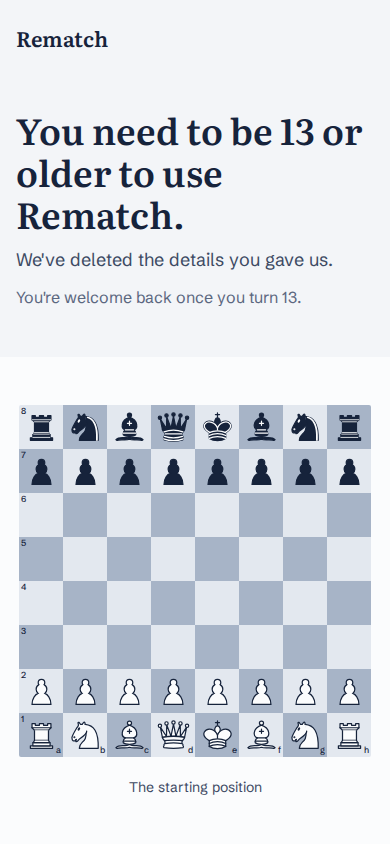 Rematch
You need to be 13 or
older to use
Rematch.
We've deleted the details you gave us.
You're welcome back once you turn 13.
8
7
6
5
4
3
2
1
a b c d e f g h
The starting position